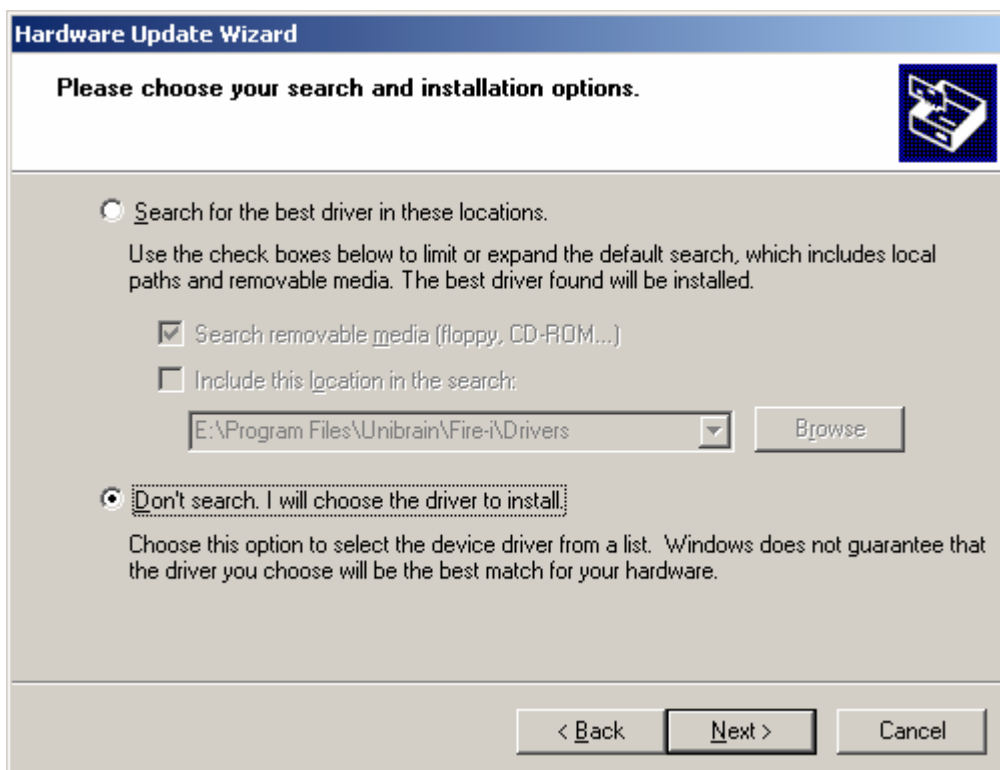 Hardware Update Wizard
Please choose your search and installation options.
Search for the best driver in these locations.
Use the check boxes below to limit or expand the default search, which includes local
paths and removable media. The best driver found will be installed.
Search removable media (floppy, CD-ROM...)
Include this location in the search:
E:\Program Files\Unibrain\Fire-i\Drivers
Browse
Don't search. I will choose the driver to install.
Choose this option to select the device driver from a list. Windows does not guarantee that
the driver you choose will be the best match for your hardware.
< Back Next > Cancel